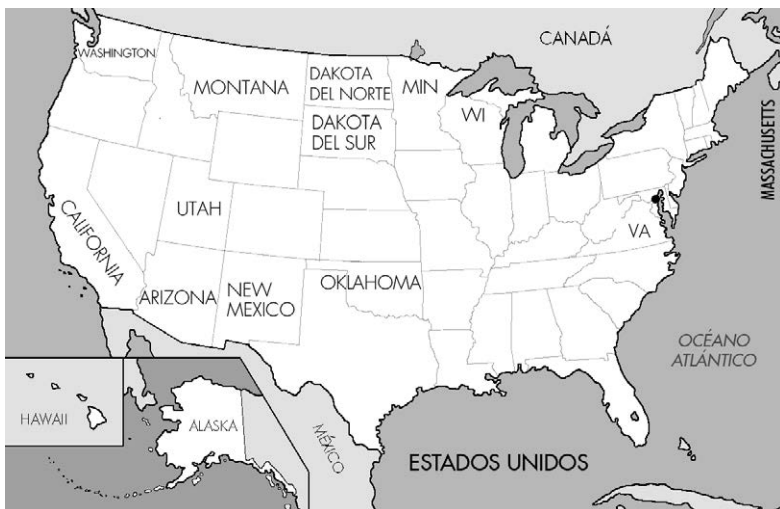 CANADÁ
WASHINGTON
MONTANA
DAKOTA
DEL NORTE
MIN
WI
DAKOTA
DEL SUR
MASSACHUSETTS
UTAH
CALIFORNIA
VA
ARIZONA
NEW
MEXICO
OKLAHOMA
OCÉANO
ATLÁNTICO
HAWAII
ALASKA
MÉXICO
ESTADOS UNIDOS